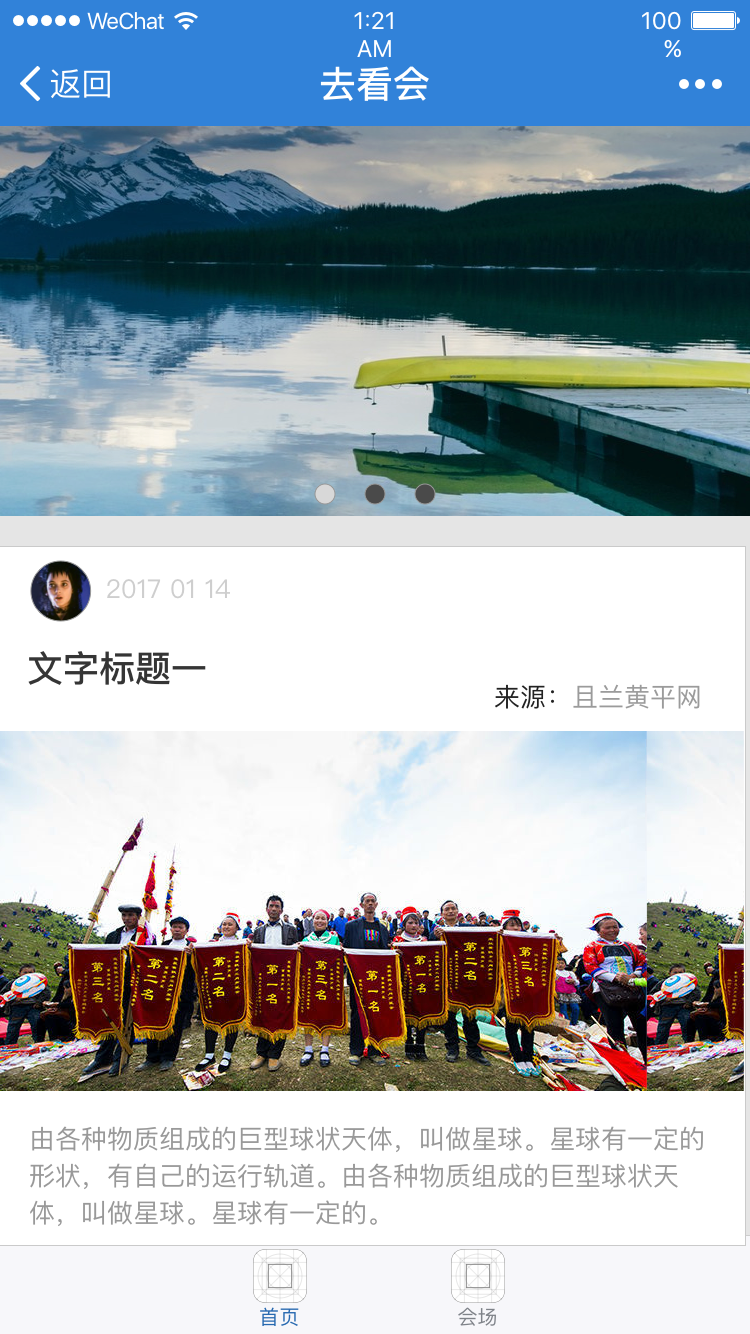 WeChat 1:21 AM 100 %
返回 去看会
2017 01 14
文字标题一
来源: 且兰黄平网
第三名
第一名
第二名
第一名
第三名
第一名
第一名
第二名
第三名
由各种物质组成的巨型球状天体，叫做星球。星球有一定的
形状，有自己的运行轨道。由各种物质组成的巨型球状天
体，叫做星球。星球有一定的。
首页 会场